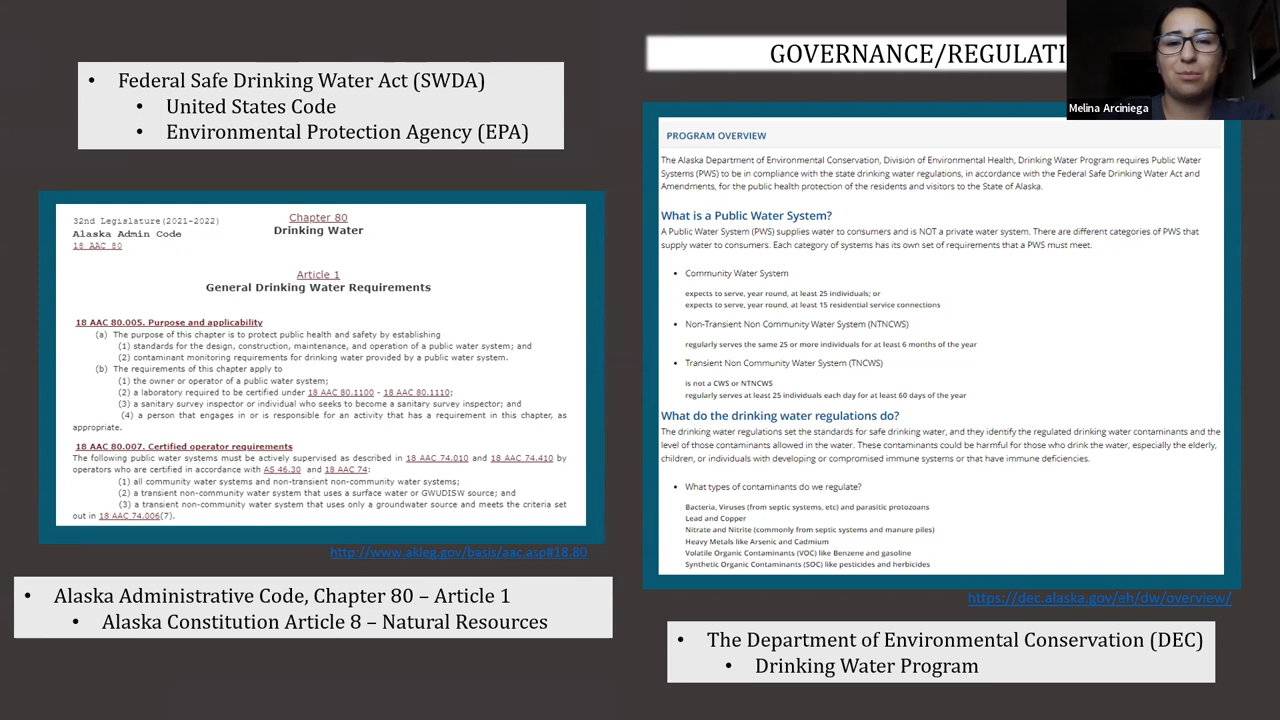 GOVERNANCE/REGULATI
Melina Arciniega
• Federal Safe Drinking Water Act (SWDA)
• United States Code
• Environmental Protection Agency (EPA)
32nd Legislature(2021-2022)
Alaska Admin Code
18 AAC 80
Chapter 80
Drinking Water
Article 1
General Drinking Water Requirements
18 AAC 80.005. Purpose and applicability
(a) The purpose of this chapter is to protect public health and safety by establishing
(1) standards for the design, construction, maintenance, and operation of a public water system; and
(2) contaminant monitoring requirements for drinking water provided by a public water system.
(b) The requirements of this chapter apply to
(1) the owner or operator of a public water system;
(2) a laboratory required to be certified under 18 AAC 80.1100 - 18 AAC 80.1110;
(3) a sanitary survey inspector or individual who seeks to become a sanitary survey inspector; and
(4) a person that engages in or is responsible for an activity that has a requirement in this chapter, as
appropriate.
18 AAC 80.007. Certified operator requirements
The following public water systems must be actively supervised as described in 18 AAC 74.010 and 18 AAC 74.410 by
operators who are certified in accordance with AS 46.30 and 18 AAC 74:
(1) all community water systems and non-transient non-community water systems;
(2) a transient non-community water system that uses a surface water or GWUDISW source; and
(3) a transient non-community water system that uses only a groundwater source and meets the criteria set
out in 18 AAC 74.006(7).
http://www.akleg.gov/basis/aac.asp#18.80
• Alaska Administrative Code, Chapter 80 – Article 1
• Alaska Constitution Article 8 – Natural Resources
PROGRAM OVERVIEW
The Alaska Department of Environmental Conservation, Division of Environmental Health, Drinking Water Program requires Public Water
Systems (PWS) to be in compliance with the state drinking water regulations, in accordance with the Federal Safe Drinking Water Act and
Amendments, for the public health protection of the residents and visitors to the State of Alaska.
What is a Public Water System?
A Public Water System (PWS) supplies water to consumers and is NOT a private water system. There are different categories of PWS that
supply water to consumers. Each category of systems has its own set of requirements that a PWS must meet.
• Community Water System
expects to serve, year round, at least 25 individuals; or
expects to serve, year round, at least 15 residential service connections
• Non-Transient Non Community Water System (NTNCWS)
regularly serves the same 25 or more individuals for at least 6 months of the year
• Transient Non Community Water System (TNCWS)
is not a CWS or NTNCWS
regularly serves at least 25 individuals each day for at least 60 days of the year
What do the drinking water regulations do?
The drinking water regulations set the standards for safe drinking water, and they identify the regulated drinking water contaminants and the
level of those contaminants allowed in the water. These contaminants could be harmful for those who drink the water, especially the elderly,
children, or individuals with developing or compromised immune systems or that have immune deficiencies.
• What types of contaminants do we regulate?
Bacteria, Viruses (from septic systems, etc) and parasitic protozoans
Lead and Copper
Nitrate and Nitrite (commonly from septic systems and manure piles)
Heavy Metals like Arsenic and Cadmium
Volatile Organic Contaminants (VOC) like Benzene and gasoline
Synthetic Organic Contaminants (SOC) like pesticides and herbicides
https://dec.alaska.gov/eh/dw/overview/
• The Department of Environmental Conservation (DEC)
• Drinking Water Program